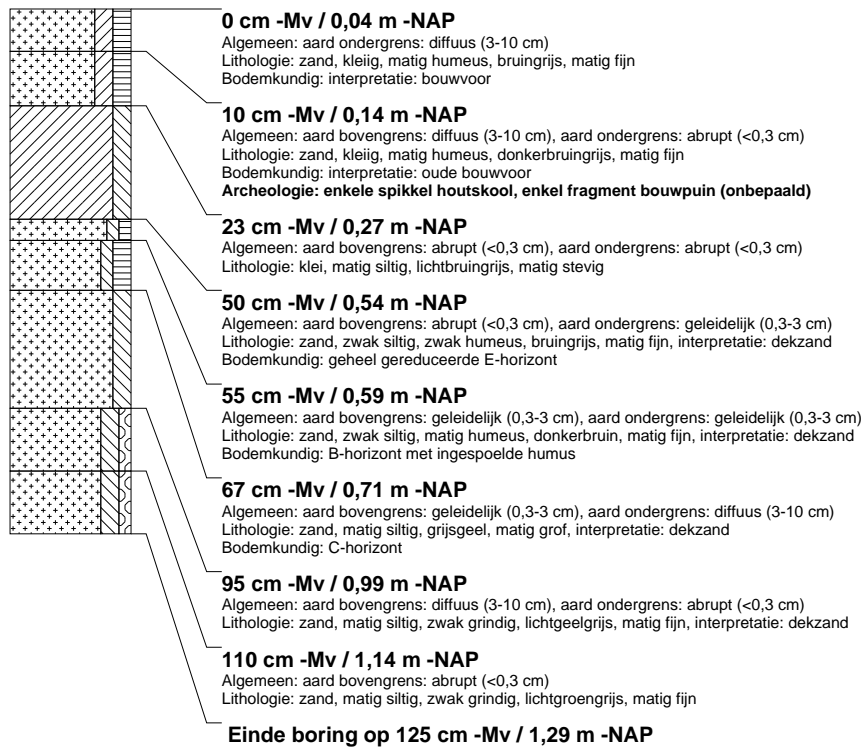 0 cm -Mv / 0,04 m -NAP
Algemeen: aard ondergrens: diffuus (3-10 cm)
Lithologie: zand, kleiig, matig humeus, bruingrijs, matig fijn
Bodemkundig: interpretatie: bouwvoor
10 cm -Mv / 0,14 m -NAP
Algemeen: aard bovengrens: diffuus (3-10 cm), aard ondergrens: abrupt (<0,3 cm)
Lithologie: zand, kleiig, matig humeus, donkerbruingrijs, matig fijn
Bodemkundig: interpretatie: oude bouwvoor
Archeologie: enkele spikkel houtskool, enkel fragment bouwpuin (onbepaald)
23 cm -Mv / 0,27 m -NAP
Algemeen: aard bovengrens: abrupt (<0,3 cm), aard ondergrens: abrupt (<0,3 cm)
Lithologie: klei, matig siltig, lichtbruingrijs, matig stevig
50 cm -Mv / 0,54 m -NAP
Algemeen: aard bovengrens: abrupt (<0,3 cm), aard ondergrens: geleidelijk (0,3-3 cm)
Lithologie: zand, zwak siltig, zwak humeus, bruingrijs, matig fijn, interpretatie: dekzand
Bodemkundig: geheel gereduceerde E-horizont
55 cm -Mv / 0,59 m -NAP
Algemeen: aard bovengrens: geleidelijk (0,3-3 cm), aard ondergrens: geleidelijk (0,3-3 cm)
Lithologie: zand, zwak siltig, matig humeus, donkerbruin, matig fijn, interpretatie: dekzand
Bodemkundig: B-horizont met ingespoelde humus
67 cm -Mv / 0,71 m -NAP
Algemeen: aard bovengrens: geleidelijk (0,3-3 cm), aard ondergrens: diffuus (3-10 cm)
Lithologie: zand, matig siltig, grijsgeel, matig grof, interpretatie: dekzand
Bodemkundig: C-horizont
95 cm -Mv / 0,99 m -NAP
Algemeen: aard bovengrens: diffuus (3-10 cm), aard ondergrens: abrupt (<0,3 cm)
Lithologie: zand, matig siltig, zwak grindig, lichtgeelgrijs, matig fijn, interpretatie: dekzand
110 cm -Mv / 1,14 m -NAP
Algemeen: aard bovengrens: abrupt (<0,3 cm)
Lithologie: zand, matig siltig, zwak grindig, lichtgroengrijs, matig fijn
Einde boring op 125 cm -Mv / 1,29 m -NAP